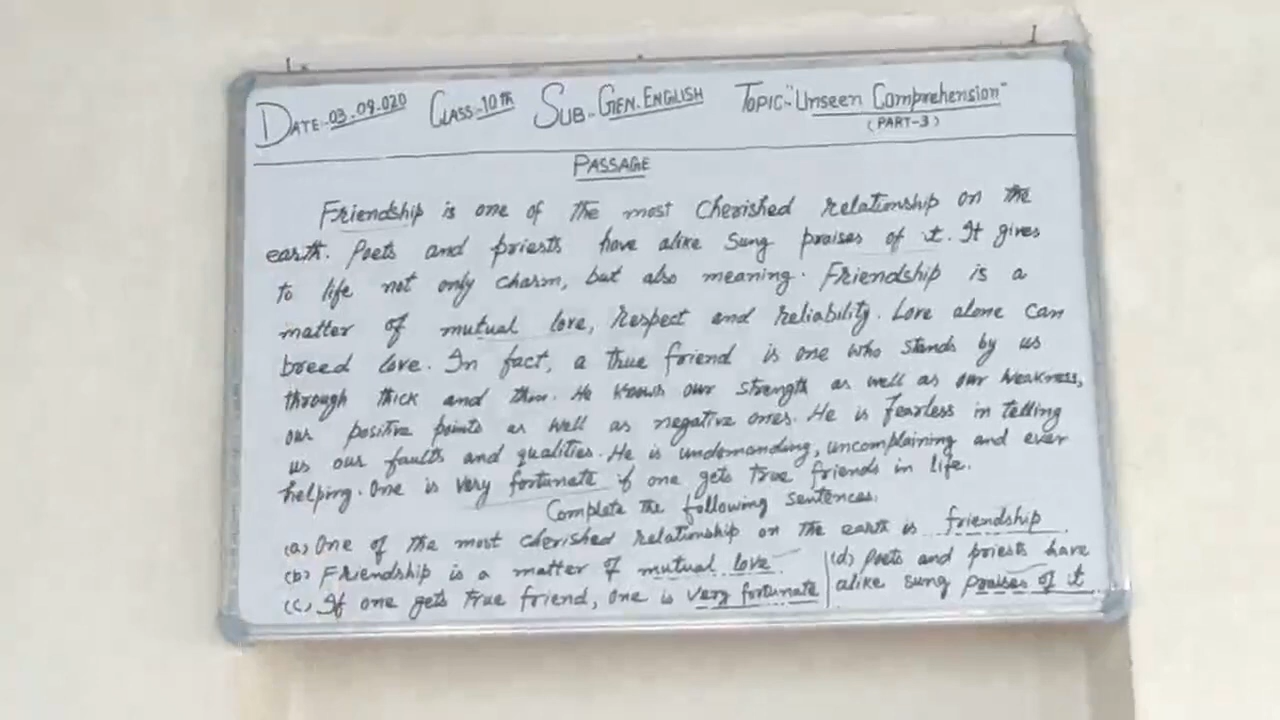 DATE:-03.09.020 CLASS:-10TH SUB:-GEN.ENGLISH TOPIC:-"Unseen Comprehension"
(PART-3)
PASSAGE
Friendship is one of the most cherished relationship on the
earth. Poets and priests have alike sung praises of it. It gives
to life not only charm, but also meaning. Friendship is a
matter of mutual love, respect and reliability. Love alone can
breed love. In fact, a true friend is one who stands by us
through thick and thin. He knows our strength as well as our weakness,
our positive points as well as negative ones. He is fearless in telling
us our faults and qualities. He is undemanding, uncomplaining and ever
helping. One is very fortunate if one gets true friends in life.
Complete the following sentences.
(a) One of the most cherished relationship on the earth is friendship.
(b) Friendship is a matter of mutual love.
(c) If one gets true friend, one is very fortunate
(d) Poets and priests have
alike sung praises of it